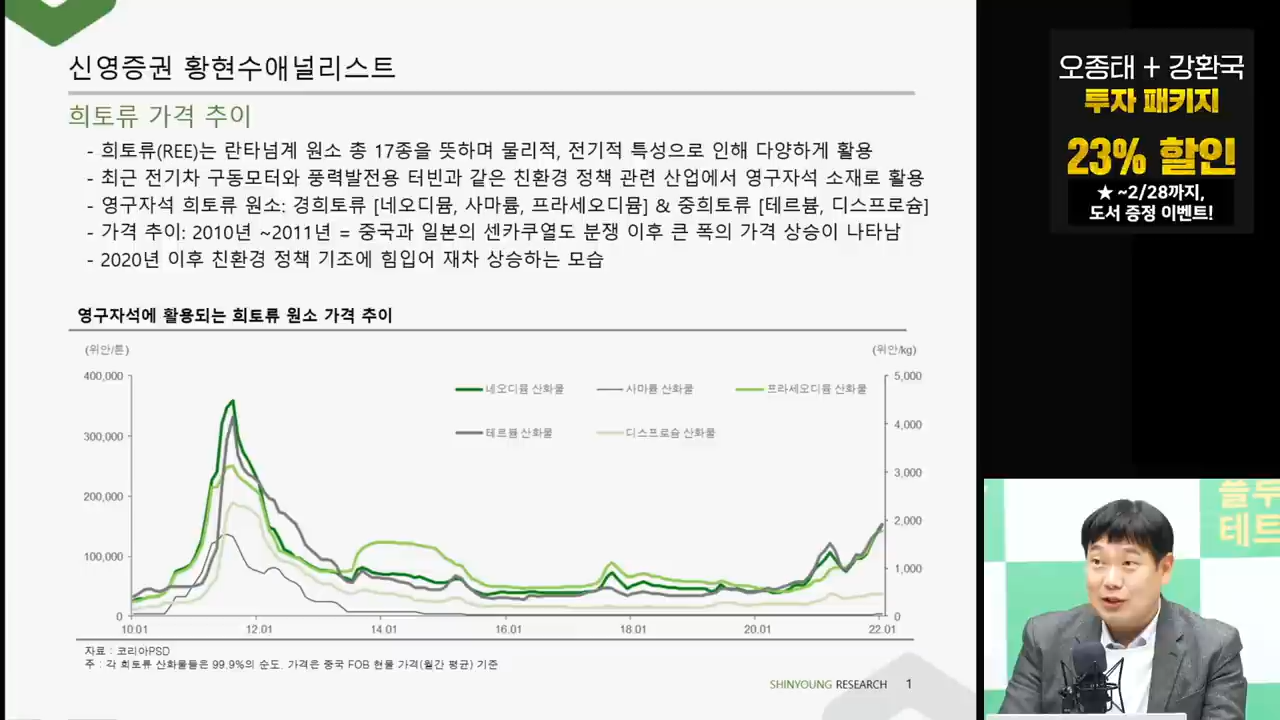 신영증권 황현수애널리스트
희토류 가격 추이
- 희토류(REE)는 란타넘계 원소 총 17종을 뜻하며 물리적, 전기적 특성으로 인해 다양하게 활용
- 최근 전기차 구동모터와 풍력발전용 터빈과 같은 친환경 정책 관련 산업에서 영구자석 소재로 활용
- 영구자석 희토류 원소: 경희토류 [네오디뮴, 사마륨, 프라세오디뮴] & 중희토류 [테르븀, 디스프로슘]
- 가격 추이: 2010년 ~2011년 = 중국과 일본의 센카쿠열도 분쟁 이후 큰 폭의 가격 상승이 나타남
- 2020년 이후 친환경 정책 기조에 힘입어 재차 상승하는 모습
영구자석에 활용되는 희토류 원소 가격 추이
(위안/톤)
(위안/kg)
400,000
300,000
200,000
100,000
0
5,000
4,000
3,000
2,000
1,000
0
네오디뮴 산화물
사마륨 산화물
프라세오디뮴 산화물
테르븀 산화물
디스프로슘 산화물
10.01
12.01
14.01
16.01
18.01
20.01
22.01
자료 : 코리아PSD
주 : 각 희토류 산화물들은 99.9%의 순도. 가격은 중국 FOB 현물 가격(월간 평균) 기준
SHINYOUNG RESEARCH 1
오종태 + 강환국
투자 패키지
23% 할인
★ ~2/28까지,
도서 증정 이벤트!
플루
테트